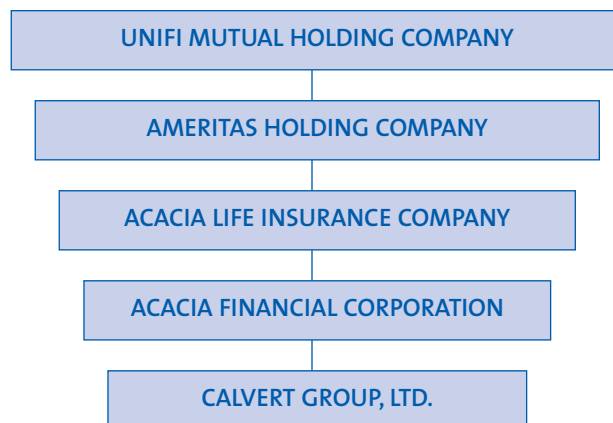 UNIFI MUTUAL HOLDING COMPANY
AMERITAS HOLDING COMPANY
ACACIA LIFE INSURANCE COMPANY
ACACIA FINANCIAL CORPORATION
CALVERT GROUP, LTD.